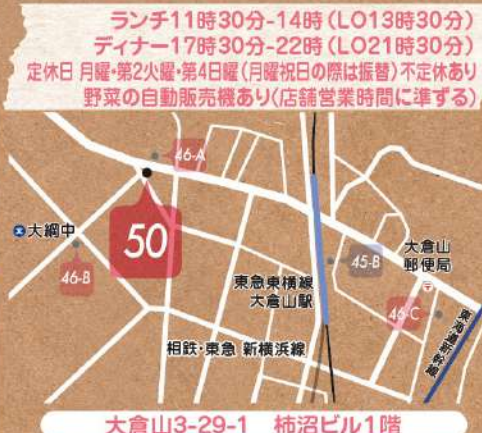 ランチ11時30分-14時(LO13時30分)
ディナー17時30分-22時(LO21時30分)
定休日 月曜・第2火曜・第4日曜(月曜祝日の際は振替)不定休あり
野菜の自動販売機あり(店舗営業時間に準ずる)
46-A
50
大綱中
46-B
東急東横線
大倉山駅
45-B
大倉山
郵便局
46-C
相鉄・東急 新横浜線
東海道新幹線
大倉山3-29-1 柿沼ビル1階